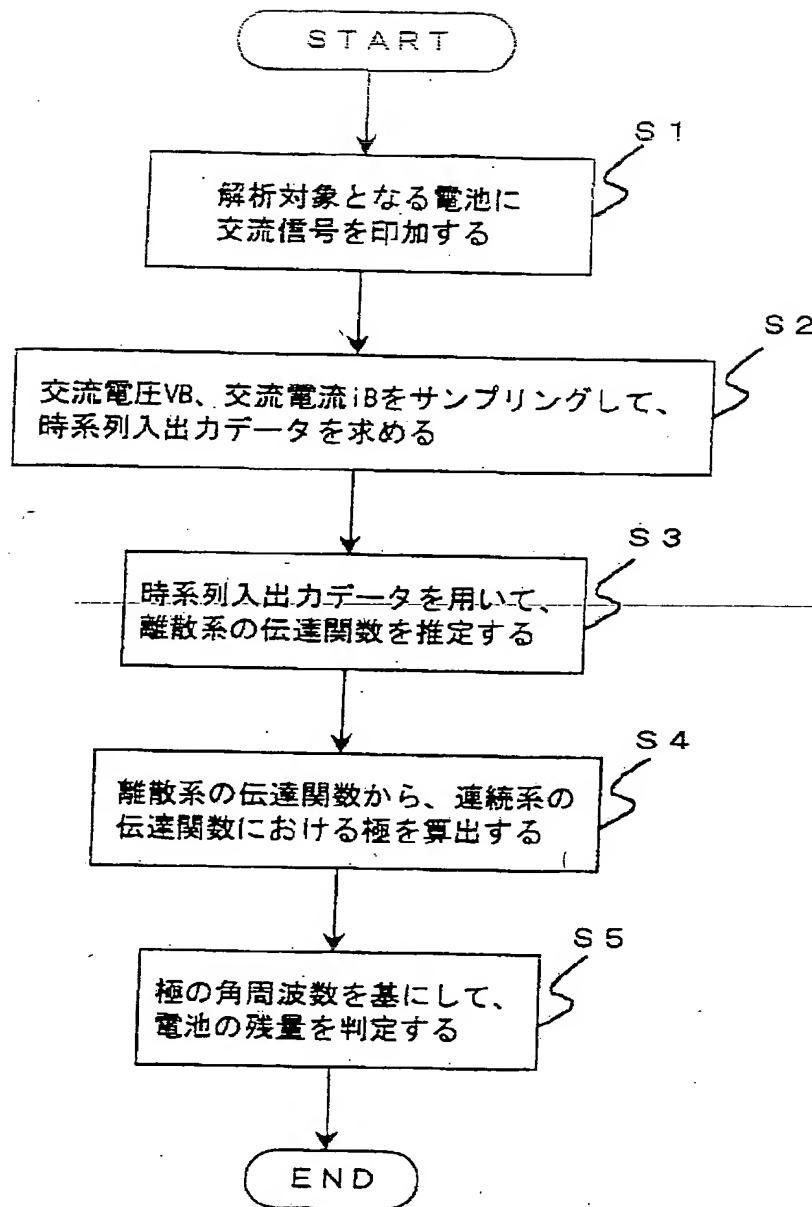 START
S1
解析対象となる電池に
交流信号を印加する
S2
交流電圧VB、交流電流iBをサンプリングして、
時系列入出力データを求める
S3
時系列入出力データを用いて、
離散系の伝達関数を推定する
S4
離散系の伝達関数から、連続系の
伝達関数における極を算出する
S5
極の角周波数を基にして、
電池の残量を判定する
END